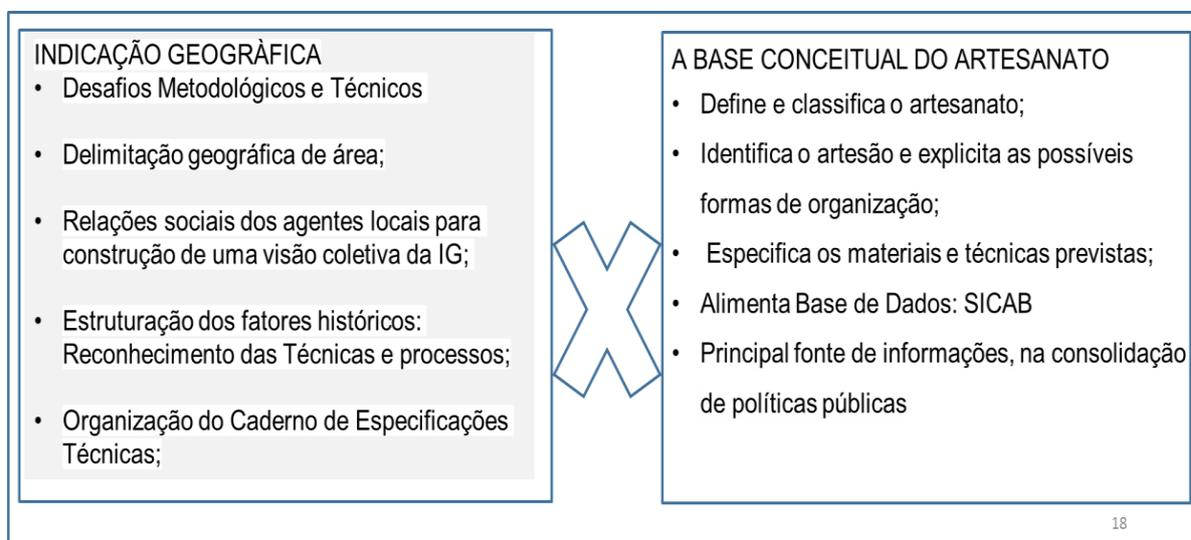 INDICAÇÃO GEOGRÀFICA
• Desafios Metodológicos e Técnicos
• Delimitação geográfica de área;
• Relações sociais dos agentes locais para
construção de uma visão coletiva da IG;
• Estruturação dos fatores históricos:
Reconhecimento das Técnicas e processos;
• Organização do Caderno de Especificações
Técnicas;
A BASE CONCEITUAL DO ARTESANATO
• Define e classifica o artesanato;
• Identifica o artesão e explicita as possíveis
formas de organização;
• Especifica os materiais e técnicas previstas;
• Alimenta Base de Dados: SICAB
• Principal fonte de informações, na consolidação
de políticas públicas
18